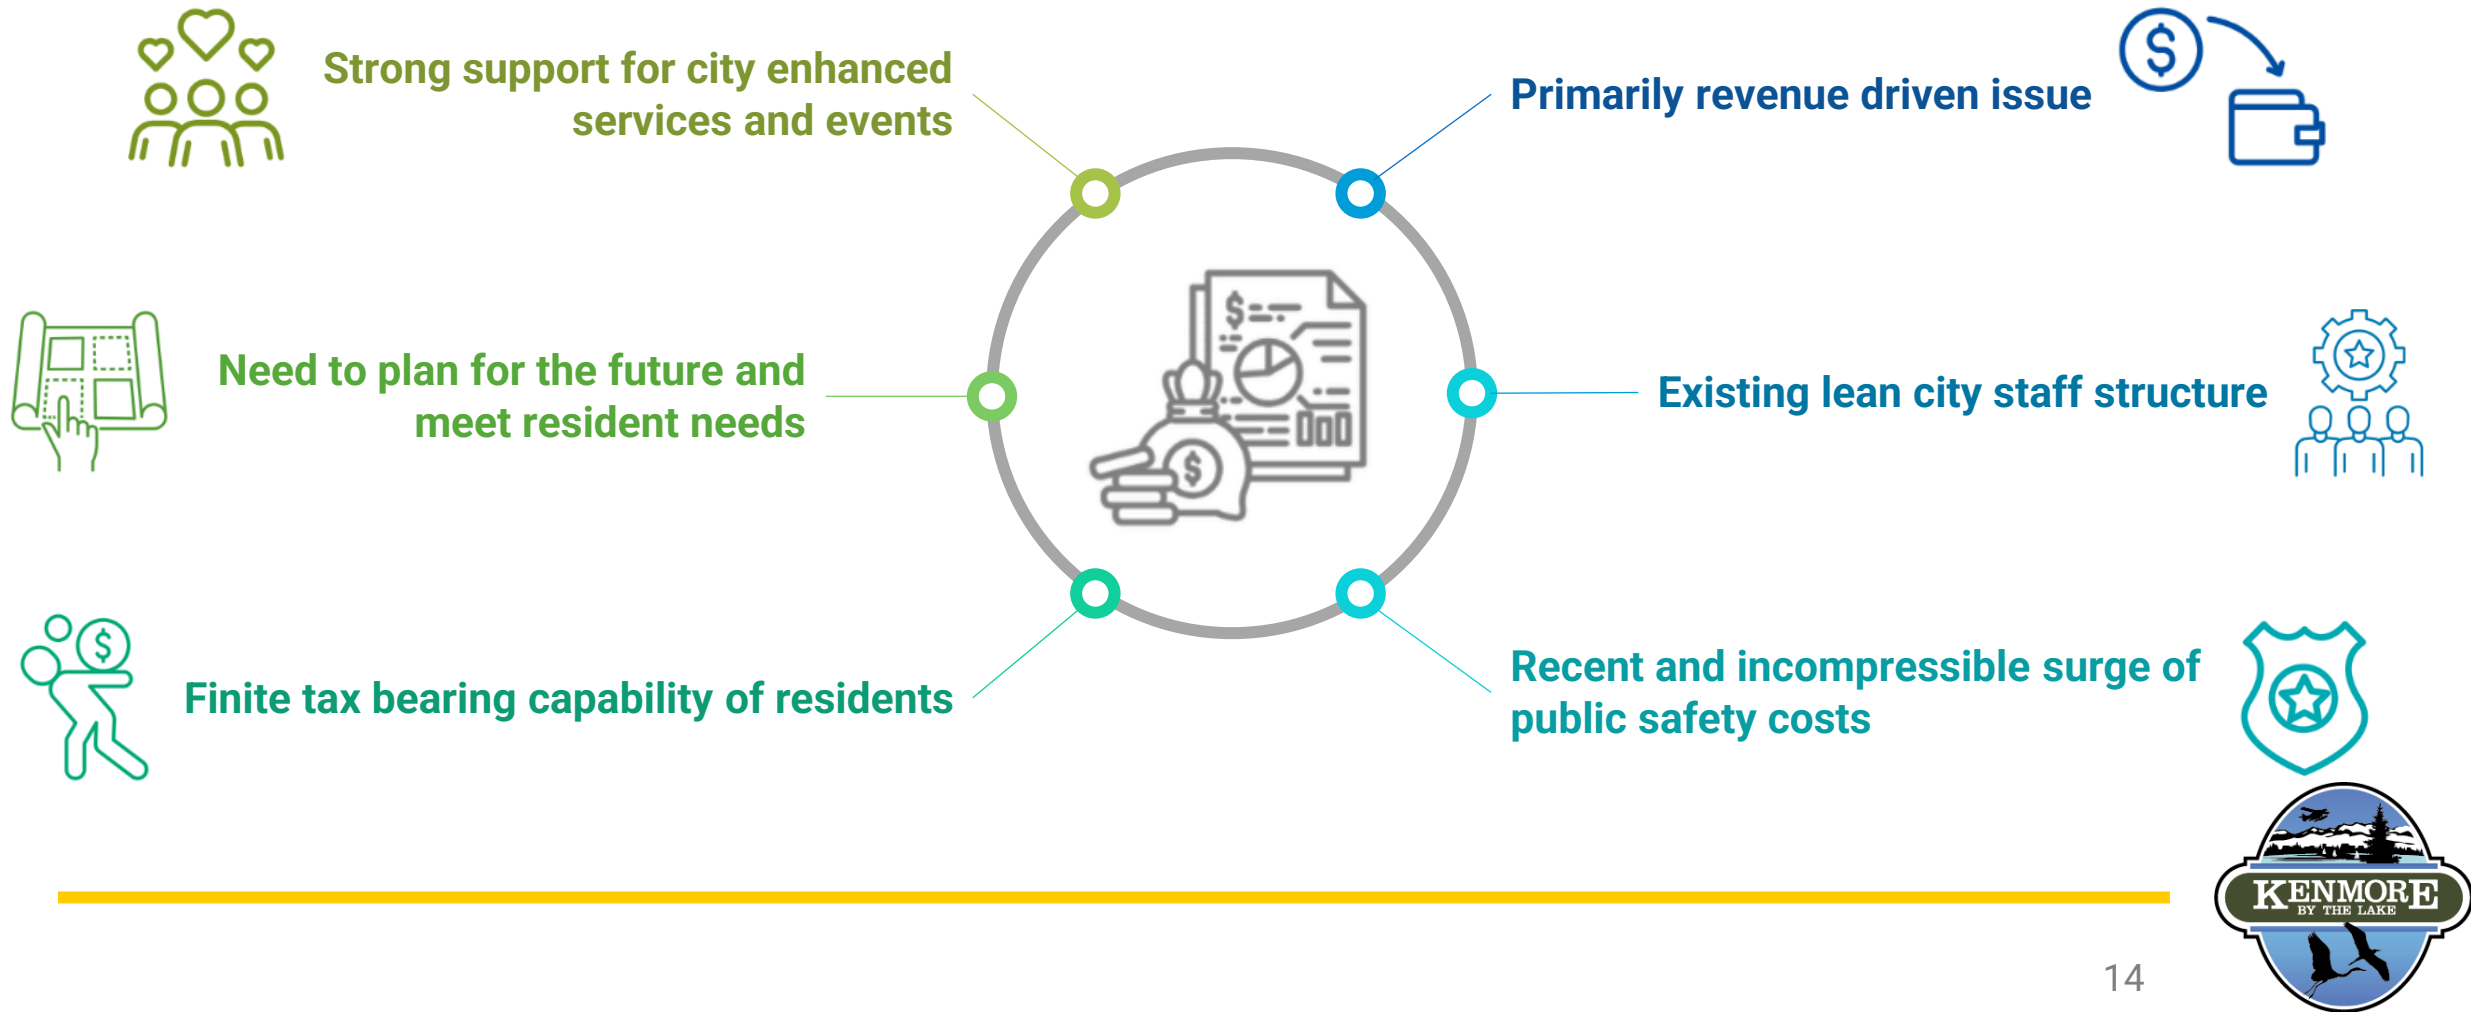 Strong support for city enhanced
services and events
Need to plan for the future and
meet resident needs
Finite tax bearing capability of residents
Primarily revenue driven issue
Existing lean city staff structure
Recent and incompressible surge of
public safety costs
$
$
$
$
$
KENMORE
BY THE LAKE
14